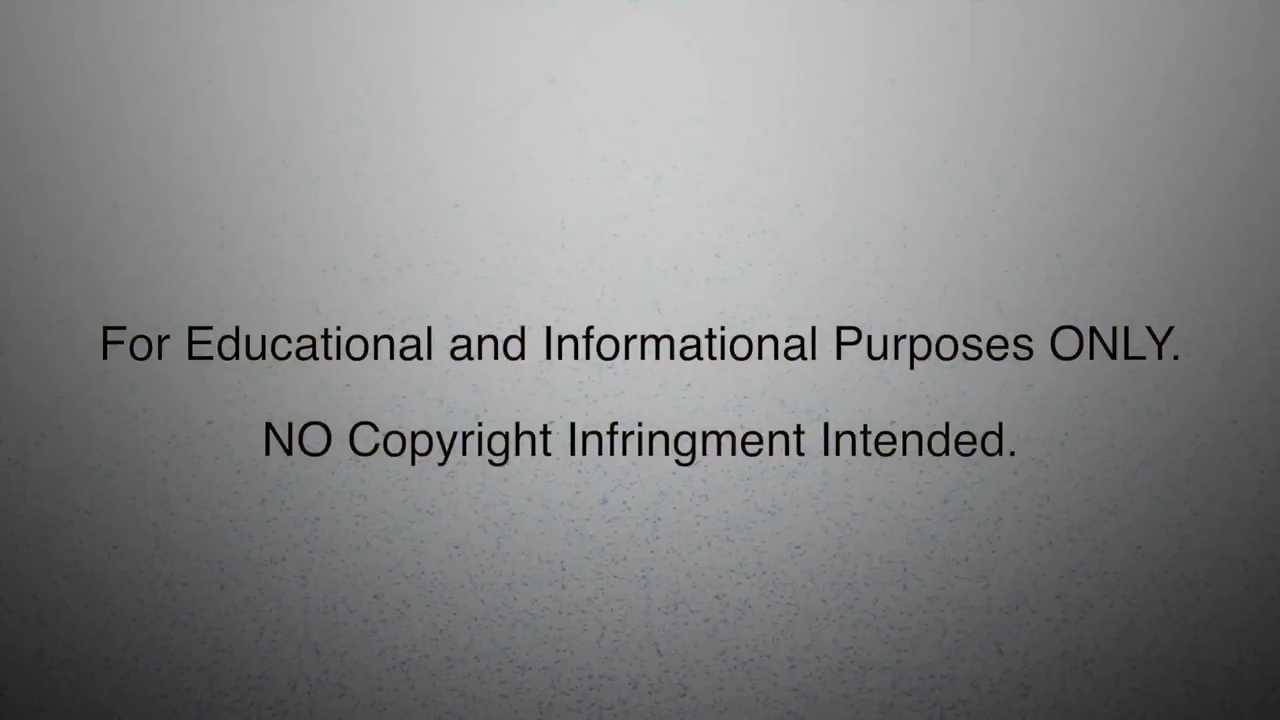 For Educational and Informational Purposes ONLY.
NO Copyright Infringment Intended.